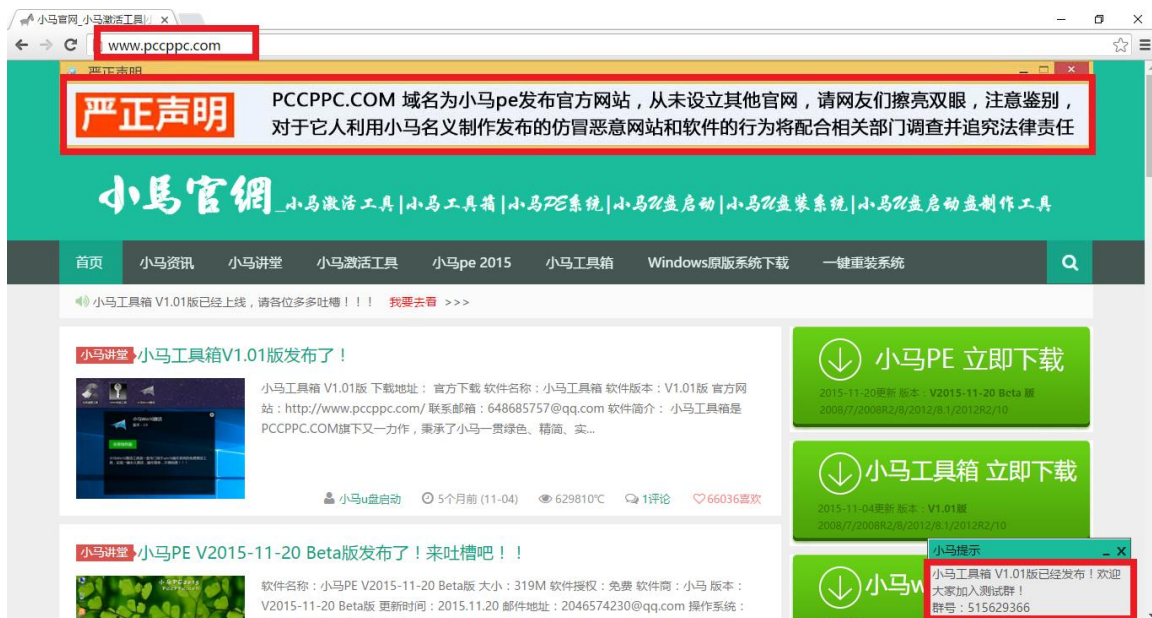 小马官网_小马激活工具|小
www.pccppc.com
严正声明
严正声明
PCCPPC.COM 域名为小马pe发布官方网站，从未设立其他官网，请网友们擦亮双眼，注意鉴别，
对于它人利用小马名义制作发布的仿冒恶意网站和软件的行为将配合相关部门调查并追究法律责任
小馬官網_小马激活工具|小马工具箱|小马PE系统|小马U盘启动|小马U盘装系统|小马U盘启动盘制作工具
首页 小马资讯 小马讲堂 小马激活工具 小马pe 2015 小马工具箱 Windows原版系统下载 一键重装系统
小马工具箱 V1.01版已经上线，请各位多多吐槽！！！ 我要去看 >>>
小马讲堂 小马工具箱V1.01版发布了！
小马工具箱 V1.01版 下载地址： 官方下载 软件名称：小马工具箱 软件版本：V1.01版 官方网
站：http://www.pccppc.com/ 联系邮箱：648685757@qq.com 软件简介： 小马工具箱是
PCCPPC.COM旗下又一力作，秉承了小马一贯绿色、精简、实...
小马u盘启动 5个月前 (11-04) 629810℃ 1评论 66036喜欢
小马讲堂 小马PE V2015-11-20 Beta版发布了！来吐槽吧！！
软件名称：小马PE V2015-11-20 Beta版 大小：319M 软件授权：免费 软件商：小马 版本：
V2015-11-20 Beta版 更新时间：2015.11.20 邮件地址：2046574230@qq.com 操作系统：
小马PE 立即下载
2015-11-20更新 版本：V2015-11-20 Beta 版
2008/7/2008R2/8/2012/8.1/2012R2/10
小马工具箱 立即下载
2015-11-04更新 版本：V1.01版
2008/7/2008R2/8/2012/8.1/2012R2/10
小马w
小马提示
小马工具箱 V1.01版已经发布！欢迎
大家加入测试群！
群号：515629366